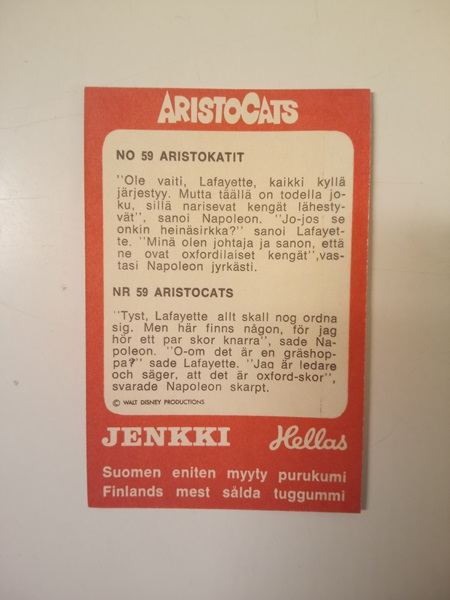 ARISTOCATS
NO 59 ARISTOKATIT
"Ole vaiti, Lafayette, kaikki kyllä
järjestyy. Mutta täällä on todella jo-
ku, sillä narisevat kengät lähesty-
vät", sanoi Napoleon. "Jo-jos se
onkin heinäsirkka?" sanoi Lafayet-
te. "Minä olen johtaja ja sanon, että
ne ovat oxfordilaiset kengät",vas-
tasi Napoleon jyrkästi.
NR 59 ARISTOCATS
"Tyst, Lafayette allt skall nog ordna
sig. Men här finns någon, för jag
hör ett par skor knarra", sade Na-
poleon. "O-om det är en gräshop-
pa?" sade Lafayette. "Jag är ledare
och säger, att det är oxford-skor",
svarade Napoleon skarpt.
© WALT DISNEY PRODUCTIONS
JENKKI Hellas
Suomen eniten myyty purukumi
Finlands mest sålda tuggummi